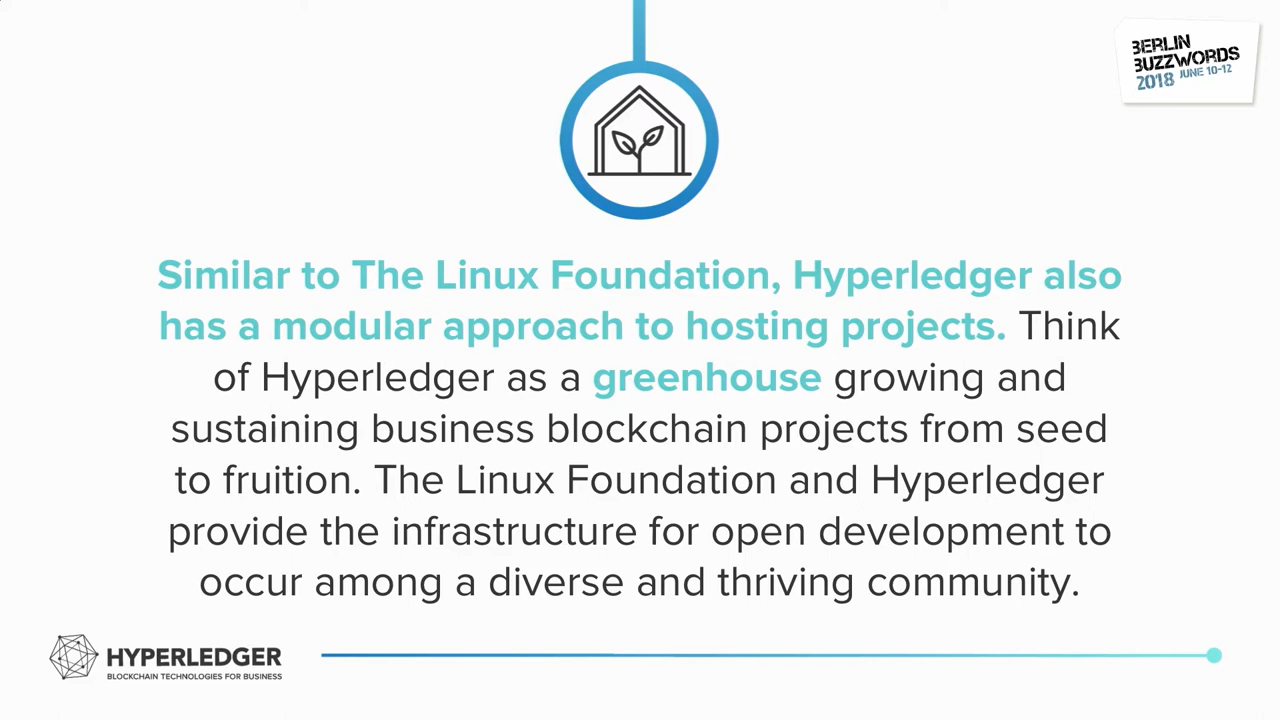 BERLIN
BUZZWORDS
2018 JUNE 10-12
Similar to The Linux Foundation, Hyperledger also
has a modular approach to hosting projects. Think
of Hyperledger as a greenhouse growing and
sustaining business blockchain projects from seed
to fruition. The Linux Foundation and Hyperledger
provide the infrastructure for open development to
occur among a diverse and thriving community.
HYPERLEDGER
BLOCKCHAIN TECHNOLOGIES FOR BUSINESS